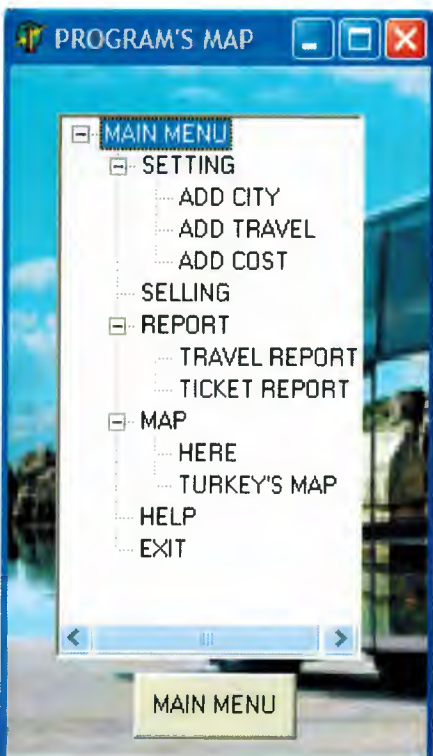 PROGRAM'S MAP
MAIN MENU
SETTING
ADD CITY
ADD TRAVEL
ADD COST
SELLING
REPORT
TRAVEL REPORT
TICKET REPORT
MAP
HERE
TURKEY'S MAP
HELP
EXIT
MAIN MENU